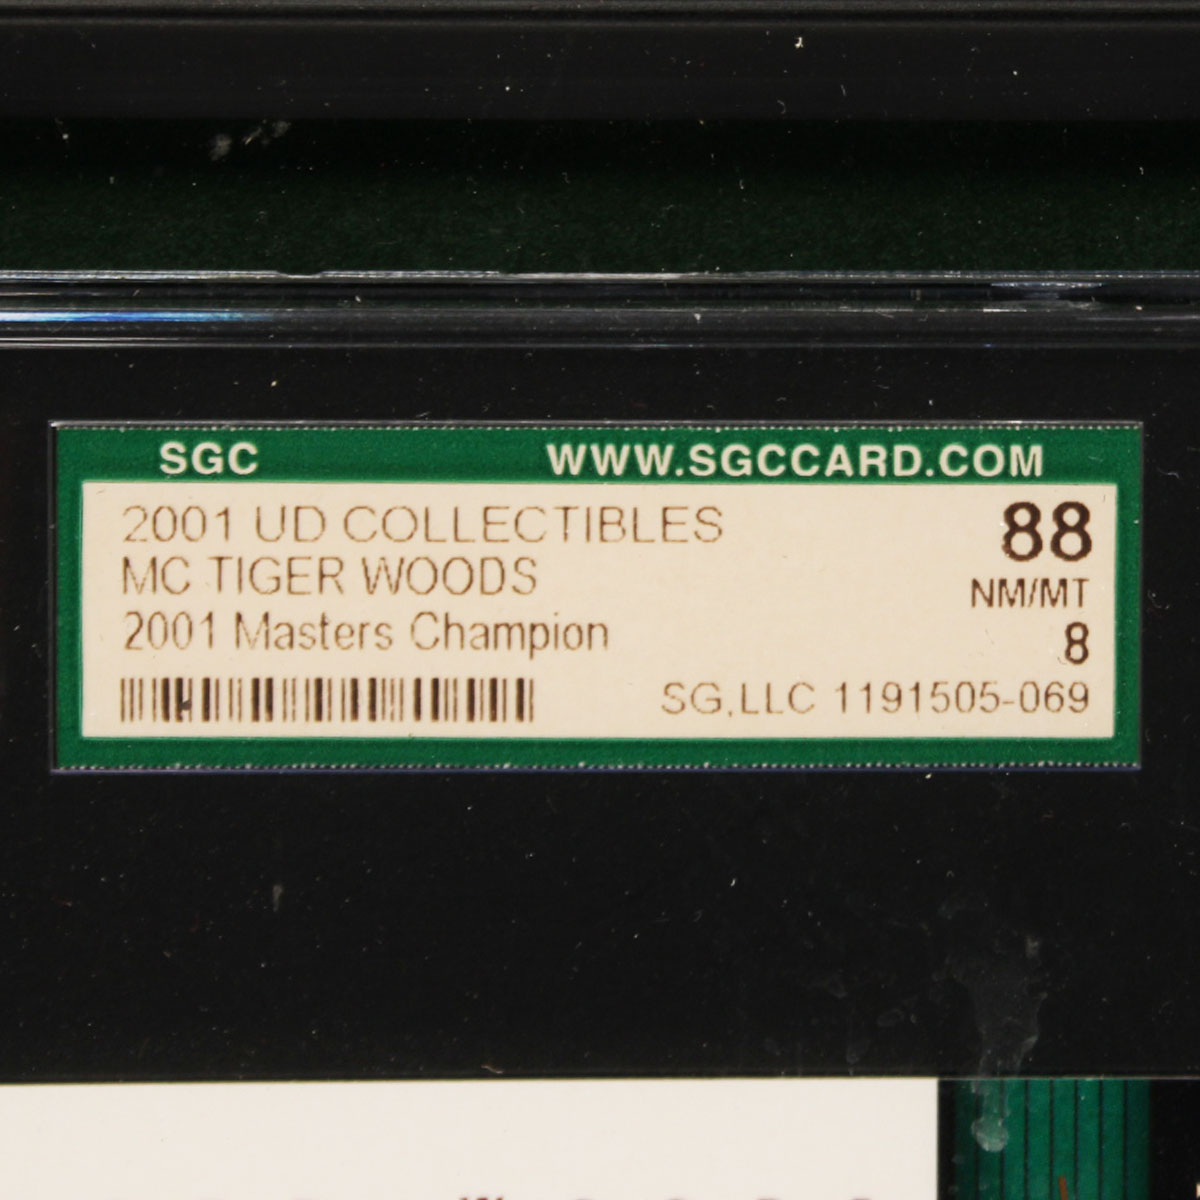 SGC WWW.SGCCARD.COM
2001 UD COLLECTIBLES 88
MC TIGER WOODS NM/MT
2001 Masters Champion 8
SG,LLC 1191505-069